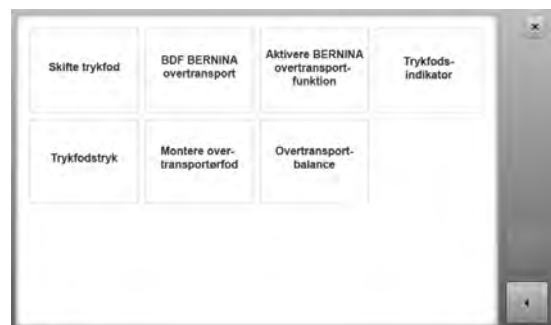 Skifte trykfod
BDF BERNINA
overtransport
Aktivere BERNINA
overtransport-
funktion
Trykfods-
indikator
Trykfodstryk
Montere over-
transportørfod
Overtransport-
balance